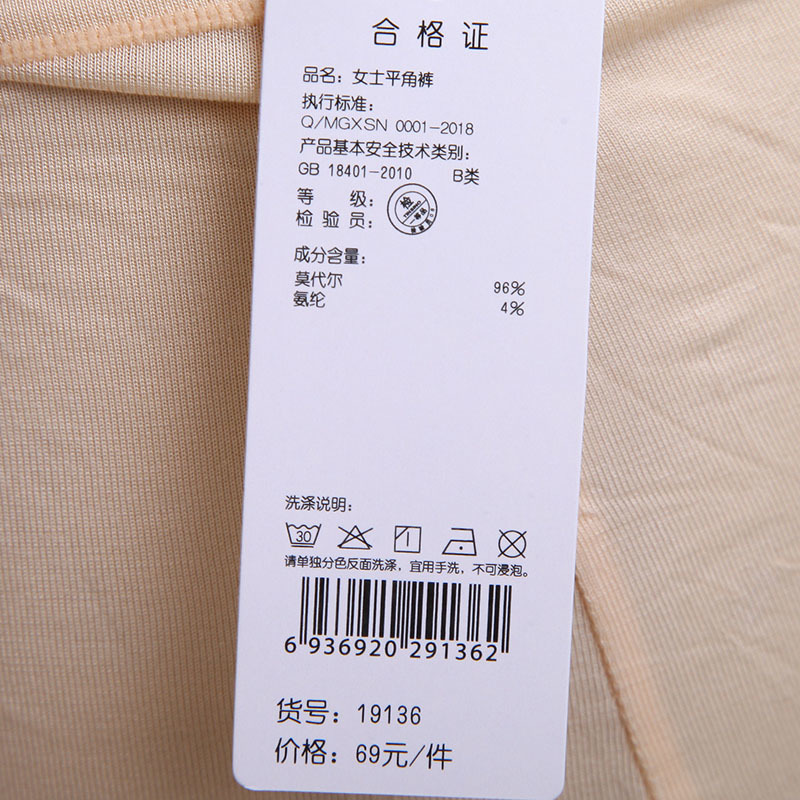 合格证
品名：女士平角裤
执行标准：
Q/MGXSN 0001-2018
产品基本安全技术类别：
GB 18401-2010 B类
等 级：
检验员：
检
一等品
成分含量：
莫代尔 96%
氨纶 4%
洗涤说明：
30
请单独分色反面洗涤，宜用手洗，不可浸泡。
6 936920 291362
货号：19136
价格：69元/件